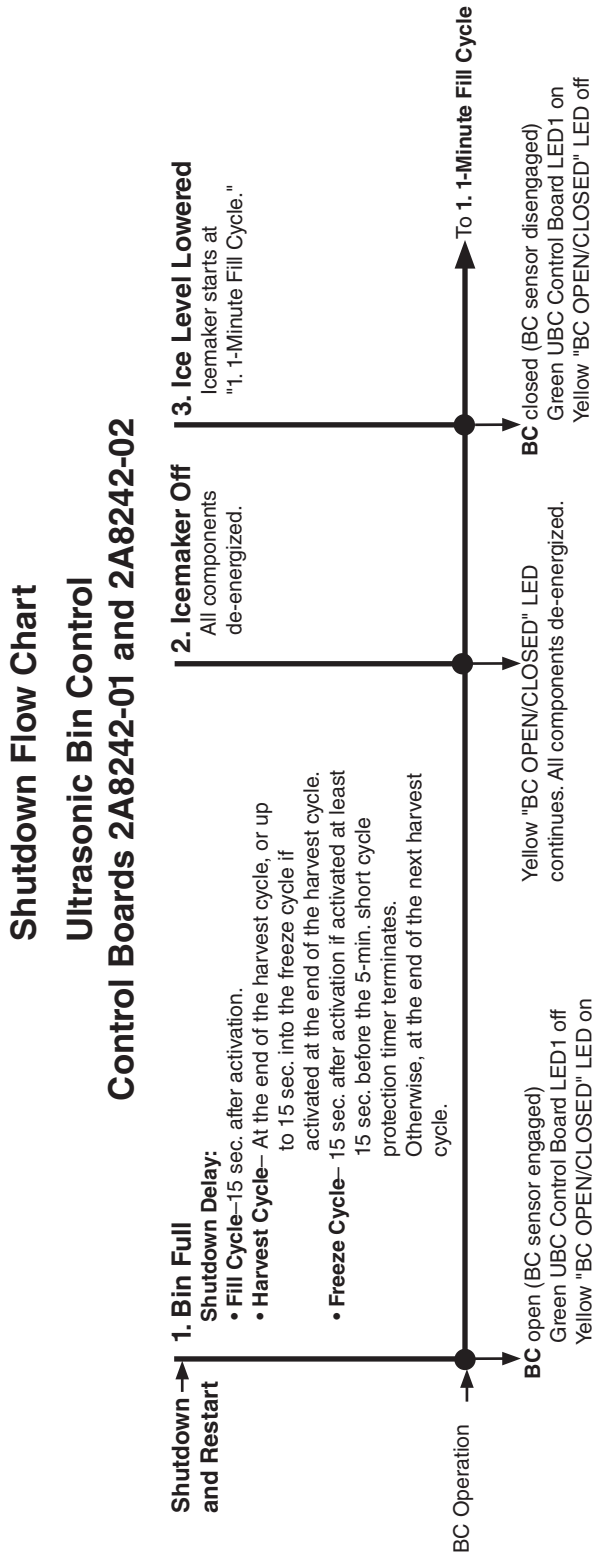 Shutdown Flow Chart
Ultrasonic Bin Control
Control Boards 2A8242-01 and 2A8242-02
Shutdown
and Restart
1. Bin Full
Shutdown Delay:
• Fill Cycle–15 sec. after activation.
• Harvest Cycle– At the end of the harvest cycle, or up
to 15 sec. into the freeze cycle if
activated at the end of the harvest cycle.
• Freeze Cycle– 15 sec. after activation if activated at least
15 sec. before the 5-min. short cycle
protection timer terminates.
Otherwise, at the end of the next harvest
cycle.
2. Icemaker Off
All components
de-energized.
3. Ice Level Lowered
Icemaker starts at
"1. 1-Minute Fill Cycle."
BC Operation
To 1. 1-Minute Fill Cycle
BC open (BC sensor engaged)
Green UBC Control Board LED1 off
Yellow "BC OPEN/CLOSED" LED on
Yellow "BC OPEN/CLOSED" LED
continues. All components de-energized.
BC closed (BC sensor disengaged)
Green UBC Control Board LED1 on
Yellow "BC OPEN/CLOSED" LED off